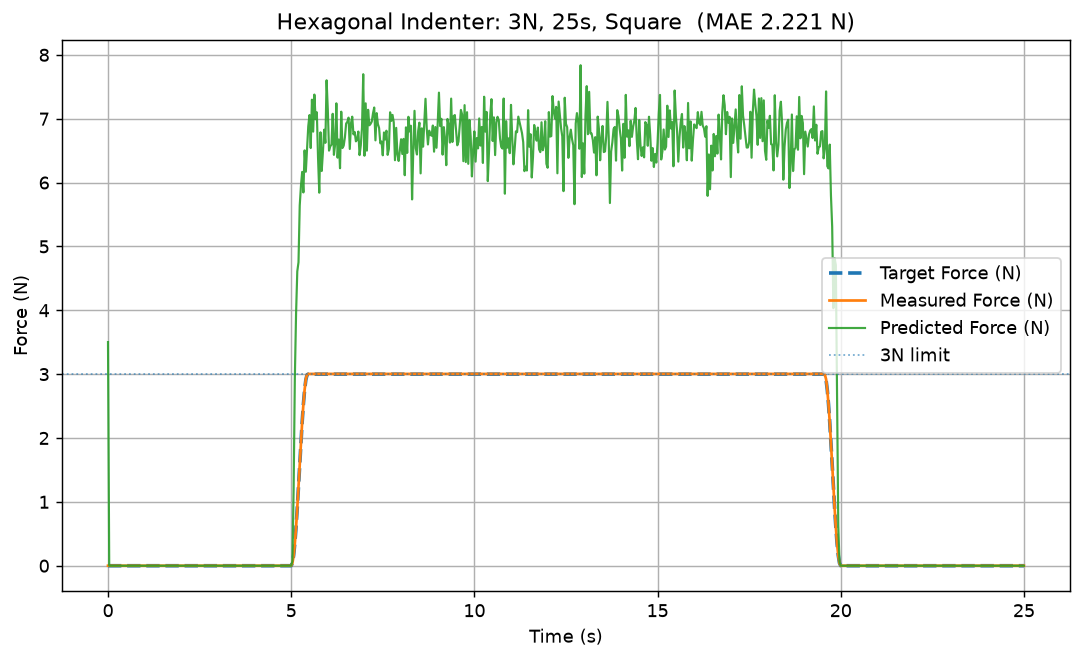 Hexagonal Indenter: 3N, 25s, Square  (MAE 2.221 N)
8
7
6
5
4
3
2
1
0
Force (N)
Target Force (N)
Measured Force (N)
Predicted Force (N)
3N limit
0 5 10 15 20 25
Time (s)